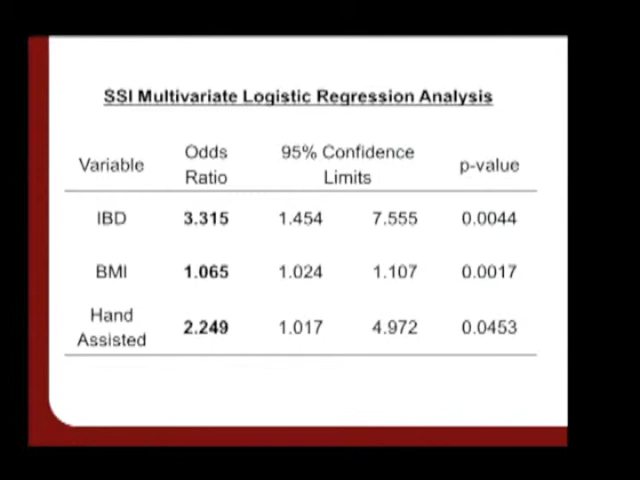 SSI Multivariate Logistic Regression Analysis
Variable Odds Ratio 95% Confidence Limits p-value
IBD 3.315 1.454 7.555 0.0044
BMI 1.065 1.024 1.107 0.0017
Hand Assisted 2.249 1.017 4.972 0.0453